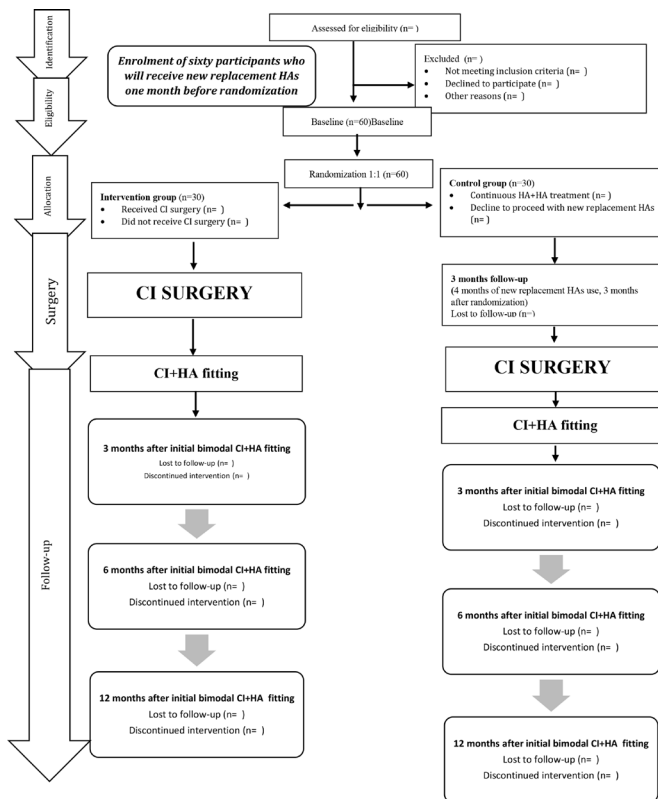 Identification
Assessed for eligibility (n= )
Enrolment of sixty participants who
will receive new replacement HAs
one month before randomization
Excluded (n= )
• Not meeting inclusion criteria (n= )
• Declined to participate (n= )
• Other reasons (n= )
Eligibility
Baseline (n=60)Baseline
Allocation
Randomization 1:1 (n=60)
Intervention group (n=30)
• Received CI surgery (n= )
• Did not receive CI surgery (n= )
Control group (n=30)
• Continuous HA+HA treatment (n= )
• Decline to proceed with new replacement HAs
(n= )
Surgery
CI SURGERY
3 months follow-up
(4 months of new replacement HAs use, 3 months
after randomization)
Lost to follow-up (n=)
CI+HA fitting
CI SURGERY
CI+HA fitting
Follow-up
3 months after initial bimodal CI+HA fitting
Lost to follow-up (n= )
Discontinued intervention (n= )
6 months after initial bimodal CI+HA fitting
Lost to follow-up (n= )
Discontinued intervention (n= )
12 months after initial bimodal CI+HA fitting
Lost to follow-up (n= )
Discontinued intervention (n= )
3 months after initial bimodal CI+HA fitting
Lost to follow-up (n= )
Discontinued intervention (n= )
6 months after initial bimodal CI+HA fitting
Lost to follow-up (n= )
Discontinued intervention (n= )
12 months after initial bimodal CI+HA fitting
Lost to follow-up (n= )
Discontinued intervention (n= )